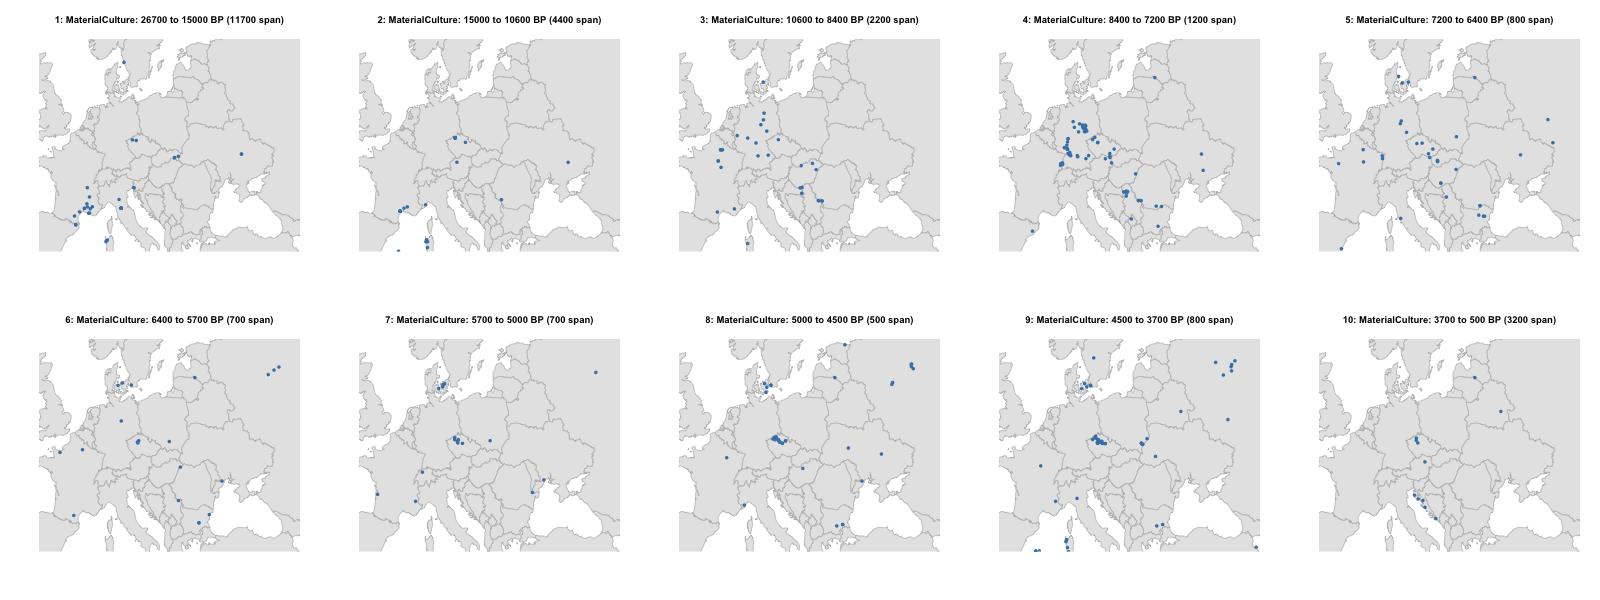 1: MaterialCulture: 26700 to 15000 BP (11700 span)
2: MaterialCulture: 15000 to 10600 BP (4400 span)
3: MaterialCulture: 10600 to 8400 BP (2200 span)
4: MaterialCulture: 8400 to 7200 BP (1200 span)
5: MaterialCulture: 7200 to 6400 BP (800 span)
6: MaterialCulture: 6400 to 5700 BP (700 span)
7: MaterialCulture: 5700 to 5000 BP (700 span)
8: MaterialCulture: 5000 to 4500 BP (500 span)
9: MaterialCulture: 4500 to 3700 BP (800 span)
10: MaterialCulture: 3700 to 500 BP (3200 span)